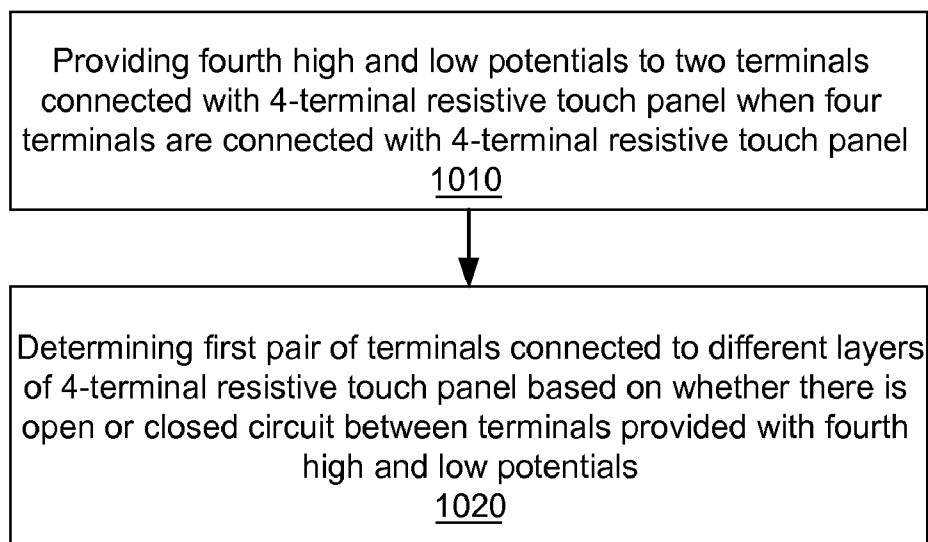 Providing fourth high and low potentials to two terminals
connected with 4-terminal resistive touch panel when four
terminals are connected with 4-terminal resistive touch panel
1010
Determining first pair of terminals connected to different layers
of 4-terminal resistive touch panel based on whether there is
open or closed circuit between terminals provided with fourth
high and low potentials
1020